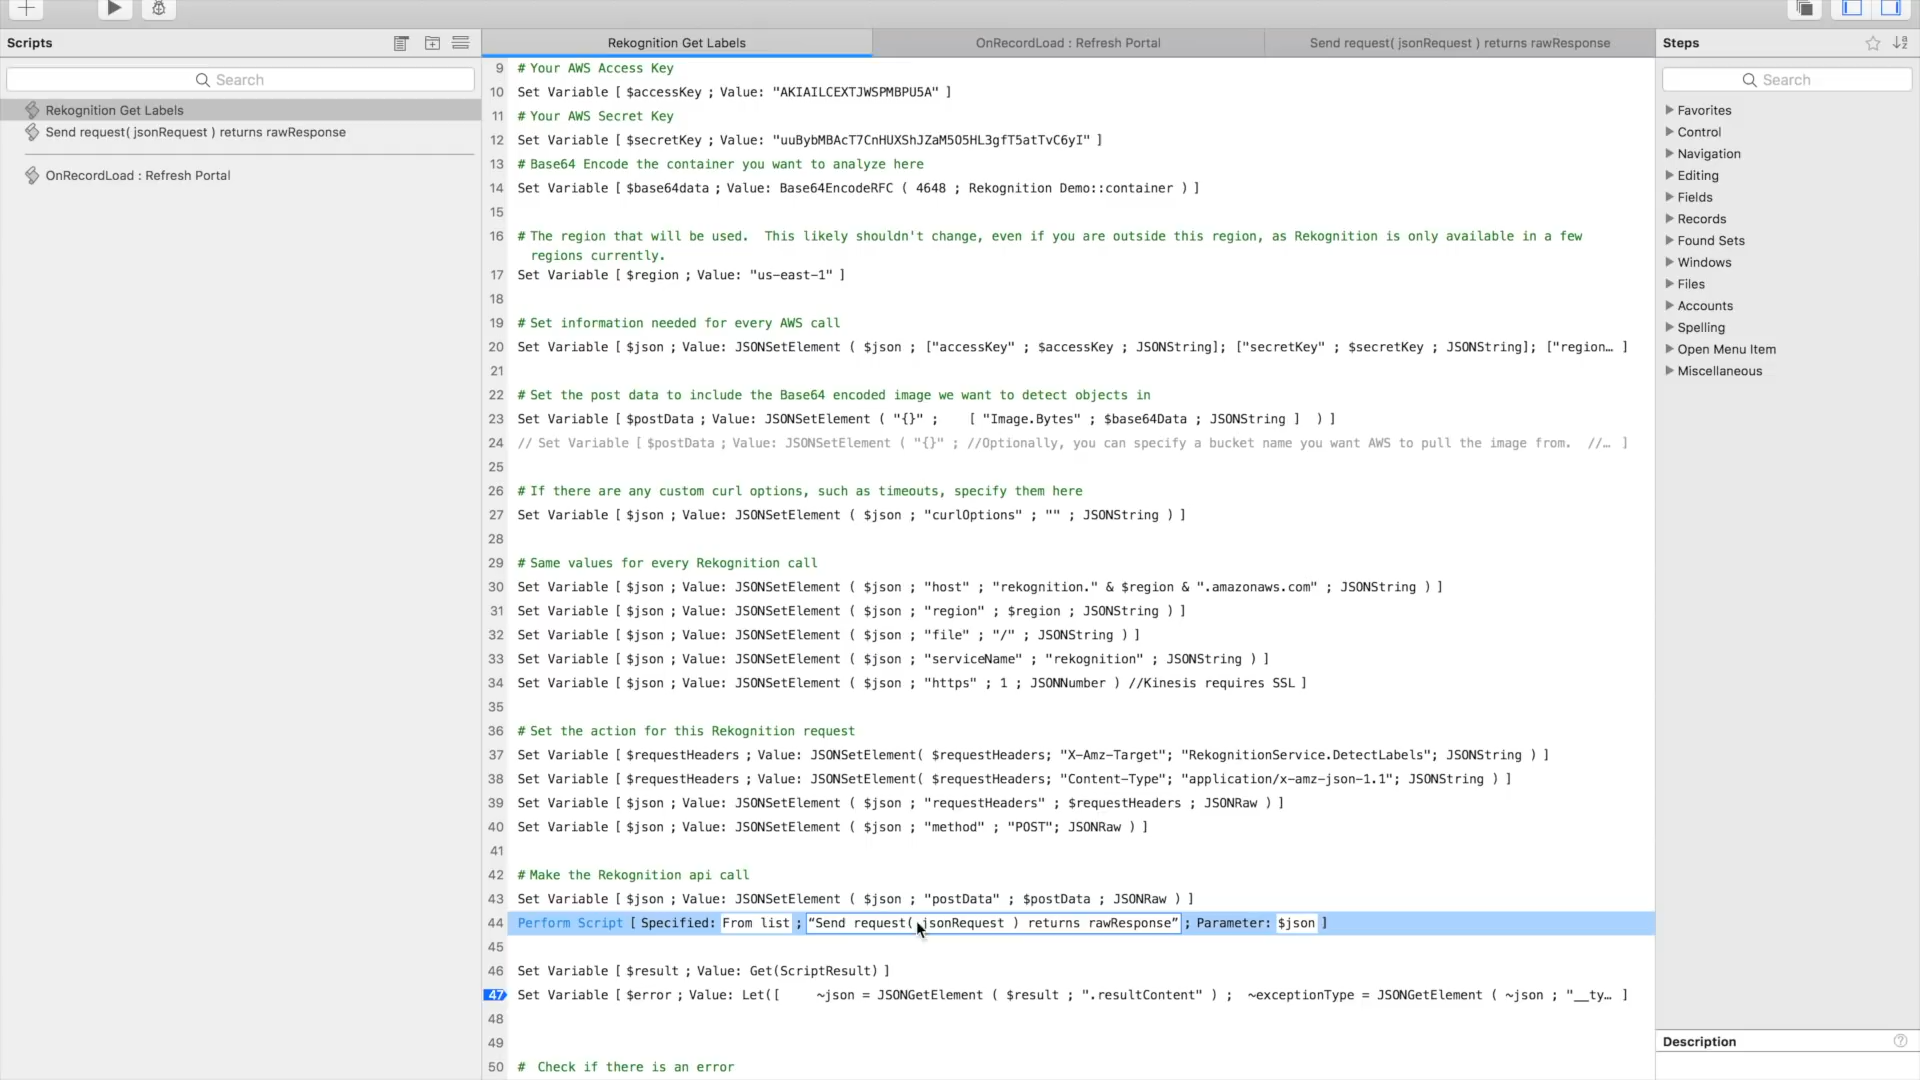 Scripts
Search
Rekognition Get Labels
Send request( jsonRequest ) returns rawResponse
OnRecordLoad : Refresh Portal
Rekognition Get Labels
OnRecordLoad : Refresh Portal
Send request( jsonRequest ) returns rawResponse
9 # Your AWS Access Key
10 Set Variable [ $accessKey ; Value: "AKIAILCEXTJWSPMBPU5A" ]
11 # Your AWS Secret Key
12 Set Variable [ $secretKey ; Value: "uuBybMBAcT7CnHUXShJZaM5O5HL3gfT5atTvC6yI" ]
13 # Base64 Encode the container you want to analyze here
14 Set Variable [ $base64data ; Value: Base64EncodeRFC ( 4648 ; Rekognition Demo::container ) ]
15
16 # The region that will be used.  This likely shouldn't change, even if you are outside this region, as Rekognition is only available in a few
regions currently.
17 Set Variable [ $region ; Value: "us-east-1" ]
18
19 # Set information needed for every AWS call
20 Set Variable [ $json ; Value: JSONSetElement ( $json ; ["accessKey" ; $accessKey ; JSONString]; ["secretKey" ; $secretKey ; JSONString]; ["region… ]
21
22 # Set the post data to include the Base64 encoded image we want to detect objects in
23 Set Variable [ $postData ; Value: JSONSetElement ( "{}" ;    [ "Image.Bytes" ; $base64Data ; JSONString ]  ) ]
24 // Set Variable [ $postData ; Value: JSONSetElement ( "{}" ; //Optionally, you can specify a bucket name you want AWS to pull the image from.  //… ]
25
26 # If there are any custom curl options, such as timeouts, specify them here
27 Set Variable [ $json ; Value: JSONSetElement ( $json ; "curlOptions" ; "" ; JSONString ) ]
28
29 # Same values for every Rekognition call
30 Set Variable [ $json ; Value: JSONSetElement ( $json ; "host" ; "rekognition." & $region & ".amazonaws.com" ; JSONString ) ]
31 Set Variable [ $json ; Value: JSONSetElement ( $json ; "region" ; $region ; JSONString ) ]
32 Set Variable [ $json ; Value: JSONSetElement ( $json ; "file" ; "/" ; JSONString ) ]
33 Set Variable [ $json ; Value: JSONSetElement ( $json ; "serviceName" ; "rekognition" ; JSONString ) ]
34 Set Variable [ $json ; Value: JSONSetElement ( $json ; "https" ; 1 ; JSONNumber ) //Kinesis requires SSL ]
35
36 # Set the action for this Rekognition request
37 Set Variable [ $requestHeaders ; Value: JSONSetElement( $requestHeaders; "X-Amz-Target"; "RekognitionService.DetectLabels"; JSONString ) ]
38 Set Variable [ $requestHeaders ; Value: JSONSetElement( $requestHeaders; "Content-Type"; "application/x-amz-json-1.1"; JSONString ) ]
39 Set Variable [ $json ; Value: JSONSetElement ( $json ; "requestHeaders" ; $requestHeaders ; JSONRaw ) ]
40 Set Variable [ $json ; Value: JSONSetElement ( $json ; "method" ; "POST"; JSONRaw ) ]
41
42 # Make the Rekognition api call
43 Set Variable [ $json ; Value: JSONSetElement ( $json ; "postData" ; $postData ; JSONRaw ) ]
44 Perform Script [ Specified: From list ; “Send request( jsonRequest ) returns rawResponse” ; Parameter: $json ]
45
46 Set Variable [ $result ; Value: Get(ScriptResult) ]
47 Set Variable [ $error ; Value: Let([     ~json = JSONGetElement ( $result ; ".resultContent" ) ;  ~exceptionType = JSONGetElement ( ~json ; "__ty… ]
48
49
50 #  Check if there is an error
Steps
Search
Favorites
Control
Navigation
Editing
Fields
Records
Found Sets
Windows
Files
Accounts
Spelling
Open Menu Item
Miscellaneous
Description